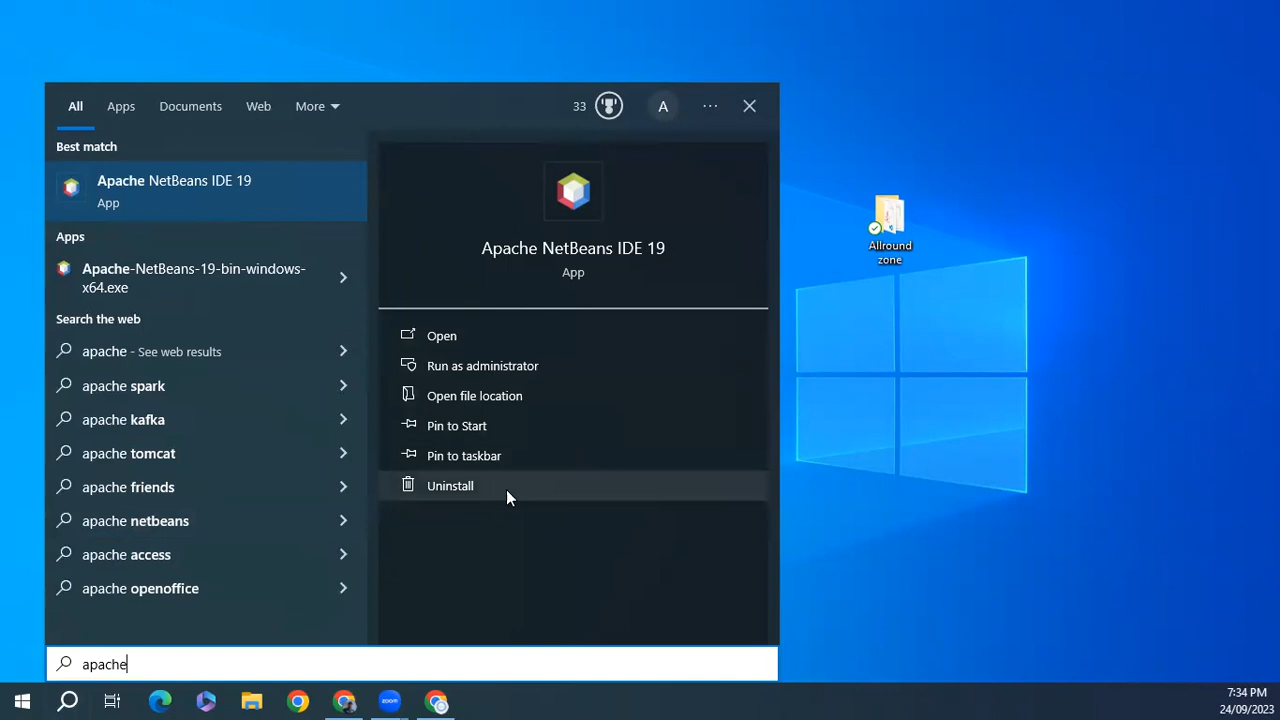 All Apps Documents Web More 33 A ...
Best match
Apache NetBeans IDE 19
App
Apps
Apache-NetBeans-19-bin-windows-
x64.exe
Search the web
apache - See web results
apache spark
apache kafka
apache tomcat
apache friends
apache netbeans
apache access
apache openoffice
Apache NetBeans IDE 19
App
Open
Run as administrator
Open file location
Pin to Start
Pin to taskbar
Uninstall
apache
Allround
zone
zoom
7:34 PM
24/09/2023